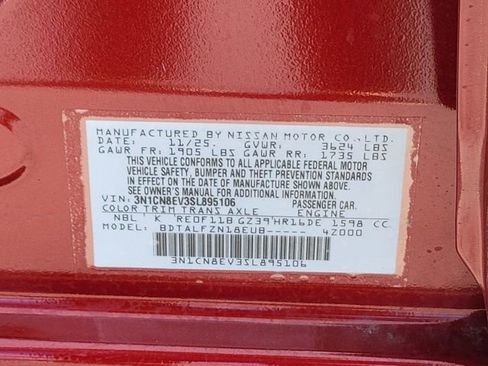 MANUFACTURED BY NISSAN MOTOR CO., LTD.
DATE: 11/25 GVWR: 3624 LBS
GAWR FR: 1905 LBS GAWR RR: 1735 LBS
THIS VEHICLE CONFORMS TO ALL APPLICABLE FEDERAL MOTOR
VEHICLE SAFETY, BUMPER AND THEFT PREVENTION STANDARDS
IN EFFECT ON THE DATE OF MANUFACTURE SHOWN ABOVE.
SEE OWNER'S MANUAL FOR ADDITIONAL INFORMATION.
VIN: 3N1CN8EV3SL895106 PASSENGER CAR.
COLOR TRIM TRANS AXLE ENGINE
NBL K RE0F11B GZ39 HR16DE 1598 CC
MODEL: BDTALFZN18EUB----- 4Z000
3N1CN8EV3SL895106